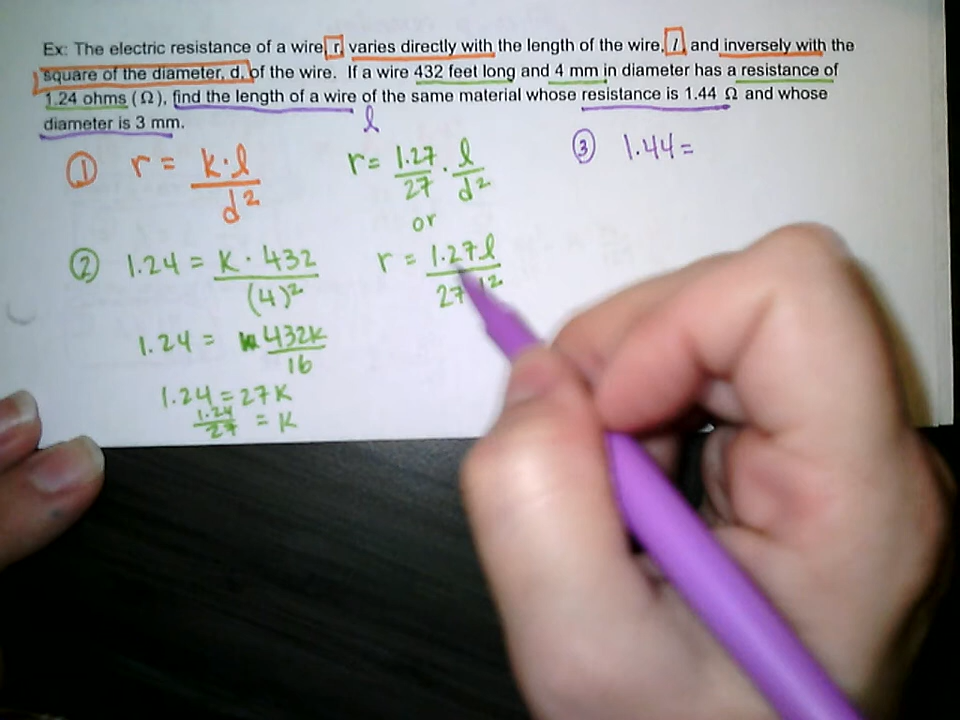 Ex: The electric resistance of a wire, r, varies directly with the length of the wire, l, and inversely with the
square of the diameter, d, of the wire. If a wire 432 feet long and 4 mm in diameter has a resistance of
1.24 ohms (Ω), find the length of a wire of the same material whose resistance is 1.44 Ω and whose
diameter is 3 mm.
l
① r = k·l / d²
② 1.24 = k · 432 / (4)²
1.24 = 432k / 16
1.24 = 27k
1.24 / 27 = k
r = 1.27 / 27 · l / d²
or
r = 1.27l / 27 d²
③ 1.44 =